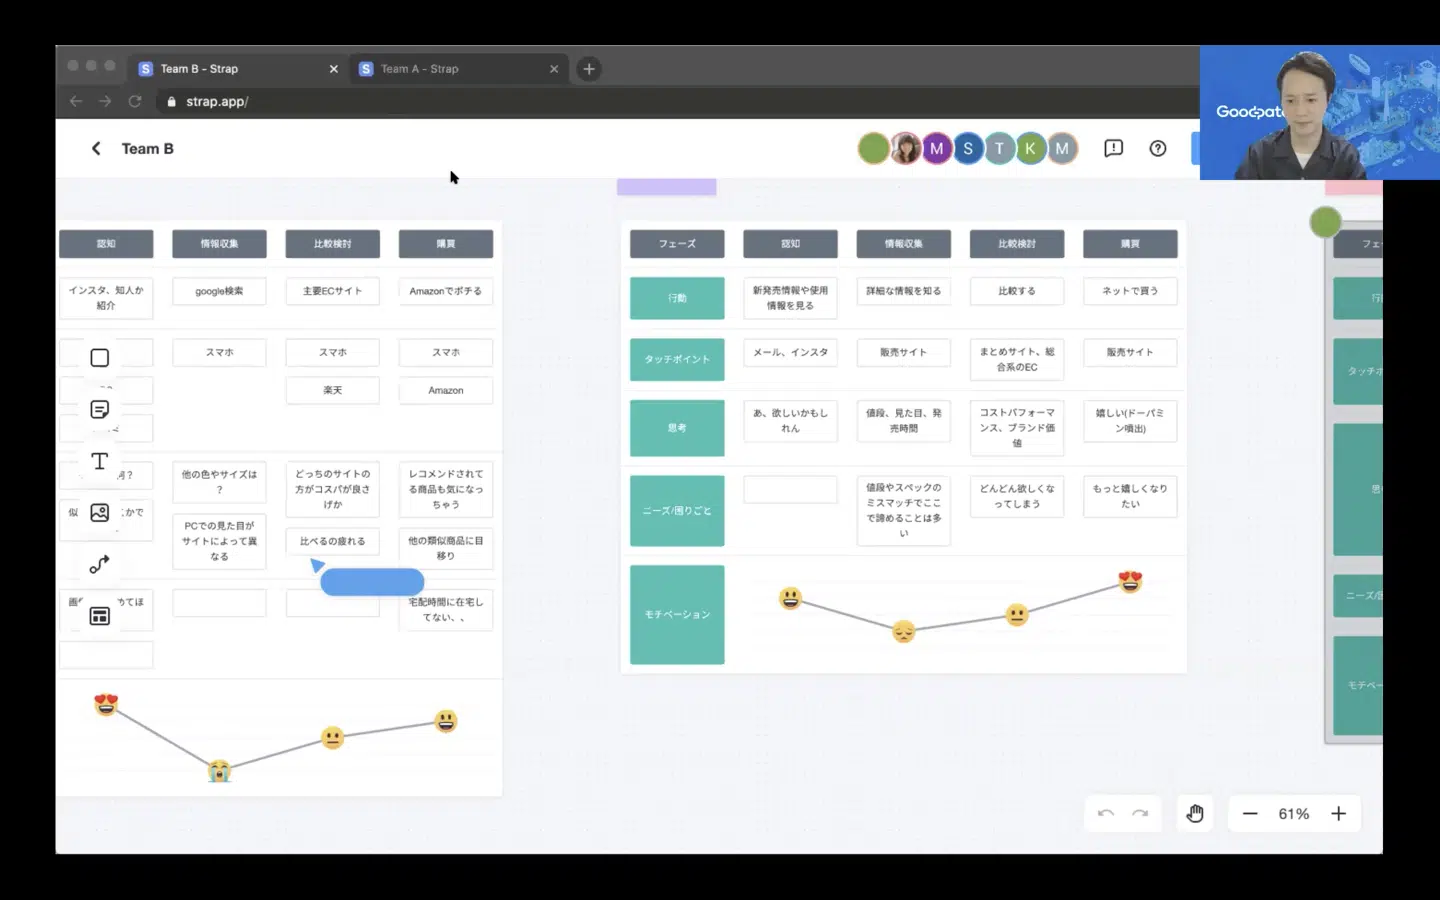 Team B - Strap
Team A - Strap
strap.app/
Team B
M
S
T
K
M
認知
情報収集
比較検討
購買
インスタ、知人か
紹介
google検索
主要ECサイト
Amazonでポチる
スマホ
スマホ
スマホ
楽天
Amazon
何？
他の色やサイズは
？
どっちのサイトの
方がコスパが良さ
げか
レコメンドされて
る商品も気になっ
ちゃう
似
くかで
PCでの見た目が
サイトによって異
なる
比べるの疲れる
他の類似商品に目
移り
めてほ
宅配時間に在宅し
てない、、
フェーズ
認知
情報収集
比較検討
購買
行動
新発売情報や使用
情報を見る
詳細な情報を知る
比較する
ネットで買う
タッチポイント
メール、インスタ
販売サイト
まとめサイト、総
合系のEC
販売サイト
思考
あ、欲しいかもし
れん
値段、見た目、発
売時間
コストパフォーマ
ンス、ブランド価
値
嬉しい(ドーパミ
ン噴出)
ニーズ/困りごと
値段やスペックの
ミスマッチでここ
で諦めることは多
い
どんどん欲しくな
ってしまう
もっと嬉しくなり
たい
モチベーション
フェ
行
タッチポ
思
ニーズ/困
モチベー
61%
Goodpatc